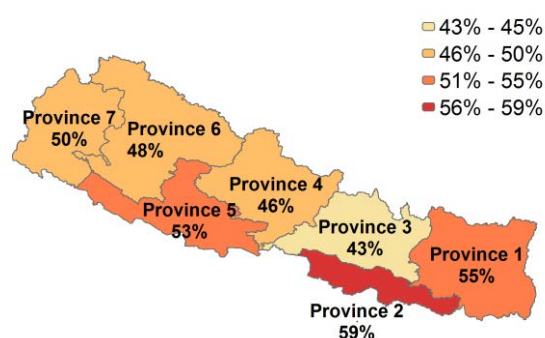 43% - 45%
46% - 50%
51% - 55%
56% - 59%
Province 7
50%
Province 6
48%
Province 4
46%
Province 5
53%
Province 3
43%
Province 1
55%
Province 2
59%